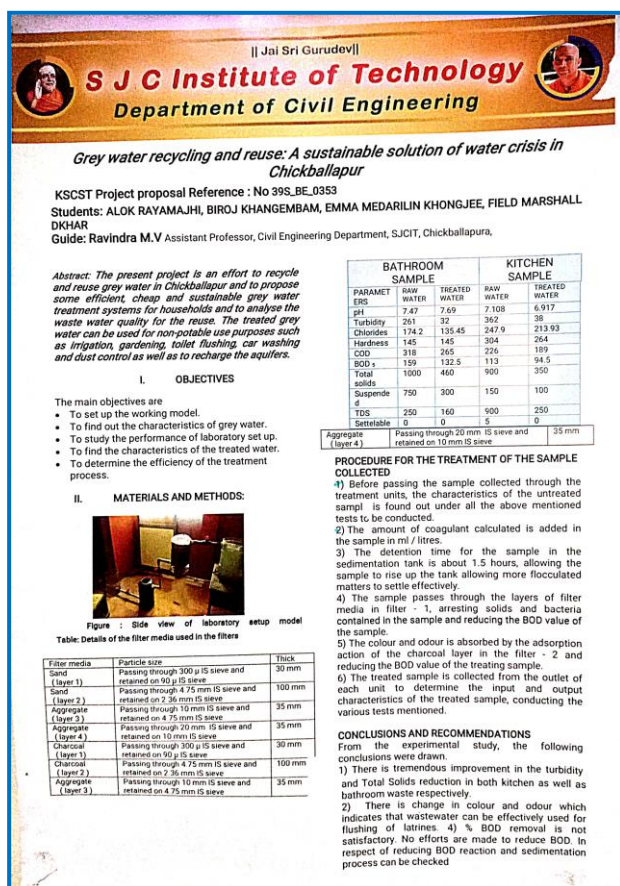 || Jai Sri Gurudev||
S J C Institute of Technology
Department of Civil Engineering
Grey water recycling and reuse: A sustainable solution of water crisis in
Chickballapur
KSCST Project proposal Reference : No 39S_BE_0353
Students: ALOK RAYAMAJHI, BIROJ KHANGEMBAM, EMMA MEDARILIN KHONGJEE, FIELD MARSHALL
DKHAR
Guide: Ravindra M.V Assistant Professor, Civil Engineering Department, SJCIT, Chickballapura,
Abstract: The present project is an effort to recycle
and reuse grey water in Chickballapur and to propose
some efficient, cheap and sustainable grey water
treatment systems for households and to analyse the
waste water quality for the reuse. The treated grey
water can be used for non-potable use purposes such
as irrigation, gardening, toilet flushing, car washing
and dust control as well as to recharge the aquifers.
I. OBJECTIVES
The main objectives are
• To set up the working model.
• To find out the characteristics of grey water.
• To study the performance of laboratory set up.
• To find the characteristics of the treated water.
• To determine the efficiency of the treatment
process.
II. MATERIALS AND METHODS:
Figure : Side view of laboratory setup model
Table: Details of the filter media used in the filters
Filter media Particle size Thick
Sand Passing through 300 µ IS sieve and 30 mm
( layer 1) retained on 90 µ IS sieve
Sand Passing through 4 75 mm IS sieve and 100 mm
( layer 2 ) retained on 2 36 mm IS sieve
Aggregate Passing through 10 mm IS sieve and 35 mm
( layer 3 ) retained on 4 75 mm IS sieve
Aggregate Passing through 20 mm IS sieve and 35 mm
( layer 4 ) retained on 10 mm IS sieve
Charcoal Passing through 300 µ IS sieve and 30 mm
( layer 1) retained on 90 µ IS sieve
Charcoal Passing through 4 75 mm IS sieve and 100 mm
( layer 2 ) retained on 2 36 mm IS sieve
Aggregate Passing through 10 mm IS sieve and 35 mm
( layer 3 ) retained on 4 75 mm IS sieve
BATHROOM KITCHEN
SAMPLE SAMPLE
PARAMET RAW TREATED RAW TREATED
ERS WATER WATER WATER WATER
pH 7.47 7.69 7.108 6.917
Turbidity 261 32 362 38
Chlorides 174.2 135.45 247.9 213.93
Hardness 145 145 304 264
COD 318 265 226 189
BOD 5 159 132.5 113 94.5
Total 1000 460 900 350
solids
Suspende 750 300 150 100
d
TDS 250 160 900 250
Settelable 0 0 5 0
Aggregate Passing through 20 mm IS sieve and 35 mm
( layer 4 ) retained on 10 mm IS sieve
PROCEDURE FOR THE TREATMENT OF THE SAMPLE
COLLECTED
1) Before passing the sample collected through the
treatment units, the characteristics of the untreated
sampl is found out under all the above mentioned
tests to be conducted.
2) The amount of coagulant calculated is added in
the sample in ml / litres.
3) The detention time for the sample in the
sedimentation tank is about 1.5 hours, allowing the
sample to rise up the tank allowing more flocculated
matters to settle effectively.
4) The sample passes through the layers of filter
media in filter - 1, arresting solids and bacteria
contained in the sample and reducing the BOD value of
the sample.
5) The colour and odour is absorbed by the adsorption
action of the charcoal layer in the filter - 2 and
reducing the BOD value of the treating sample.
6) The treated sample is collected from the outlet of
each unit to determine the input and output
characteristics of the treated sample, conducting the
various tests mentioned.
CONCLUSIONS AND RECOMMENDATIONS
From the experimental study, the following
conclusions were drawn.
1) There is tremendous improvement in the turbidity
and Total Solids reduction in both kitchen as well as
bathroom waste respectively.
2) There is change in colour and odour which
indicates that wastewater can be effectively used for
flushing of latrines. 4) % BOD removal is not
satisfactory. No efforts are made to reduce BOD. In
respect of reducing BOD reaction and sedimentation
process can be checked